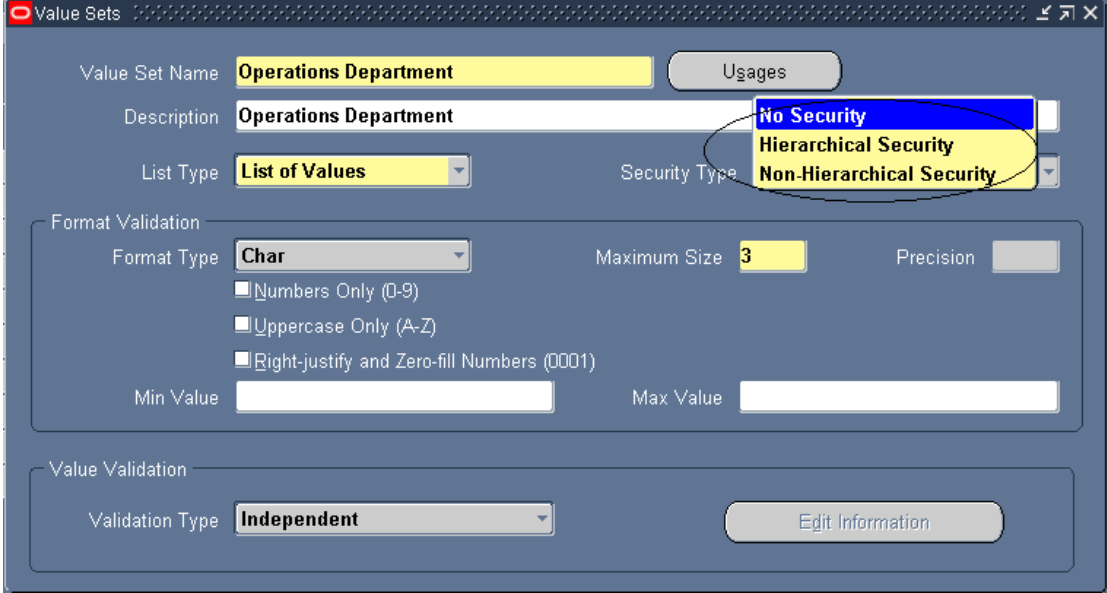 Value Sets
Value Set Name Operations Department Usages
Description Operations Department
No Security
Hierarchical Security
List Type List of Values Security Type Non-Hierarchical Security
Format Validation
Format Type Char Maximum Size 3 Precision
Numbers Only (0-9)
Uppercase Only (A-Z)
Right-justify and Zero-fill Numbers (0001)
Min Value Max Value
Value Validation
Validation Type Independent Edit Information